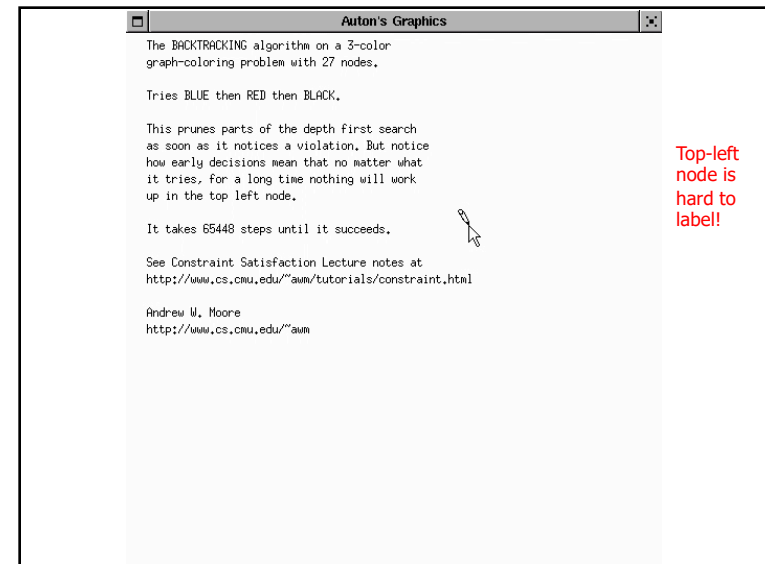 Auton's Graphics
The BACKTRACKING algorithm on a 3-color
graph-coloring problem with 27 nodes.
Tries BLUE then RED then BLACK.
This prunes parts of the depth first search
as soon as it notices a violation. But notice
how early decisions mean that no matter what
it tries, for a long time nothing will work
up in the top left node.
It takes 65448 steps until it succeeds.
See Constraint Satisfaction Lecture notes at
http://www.cs.cmu.edu/~awm/tutorials/constraint.html
Andrew W. Moore
http://www.cs.cmu.edu/~awm
Top-left
node is
hard to
label!